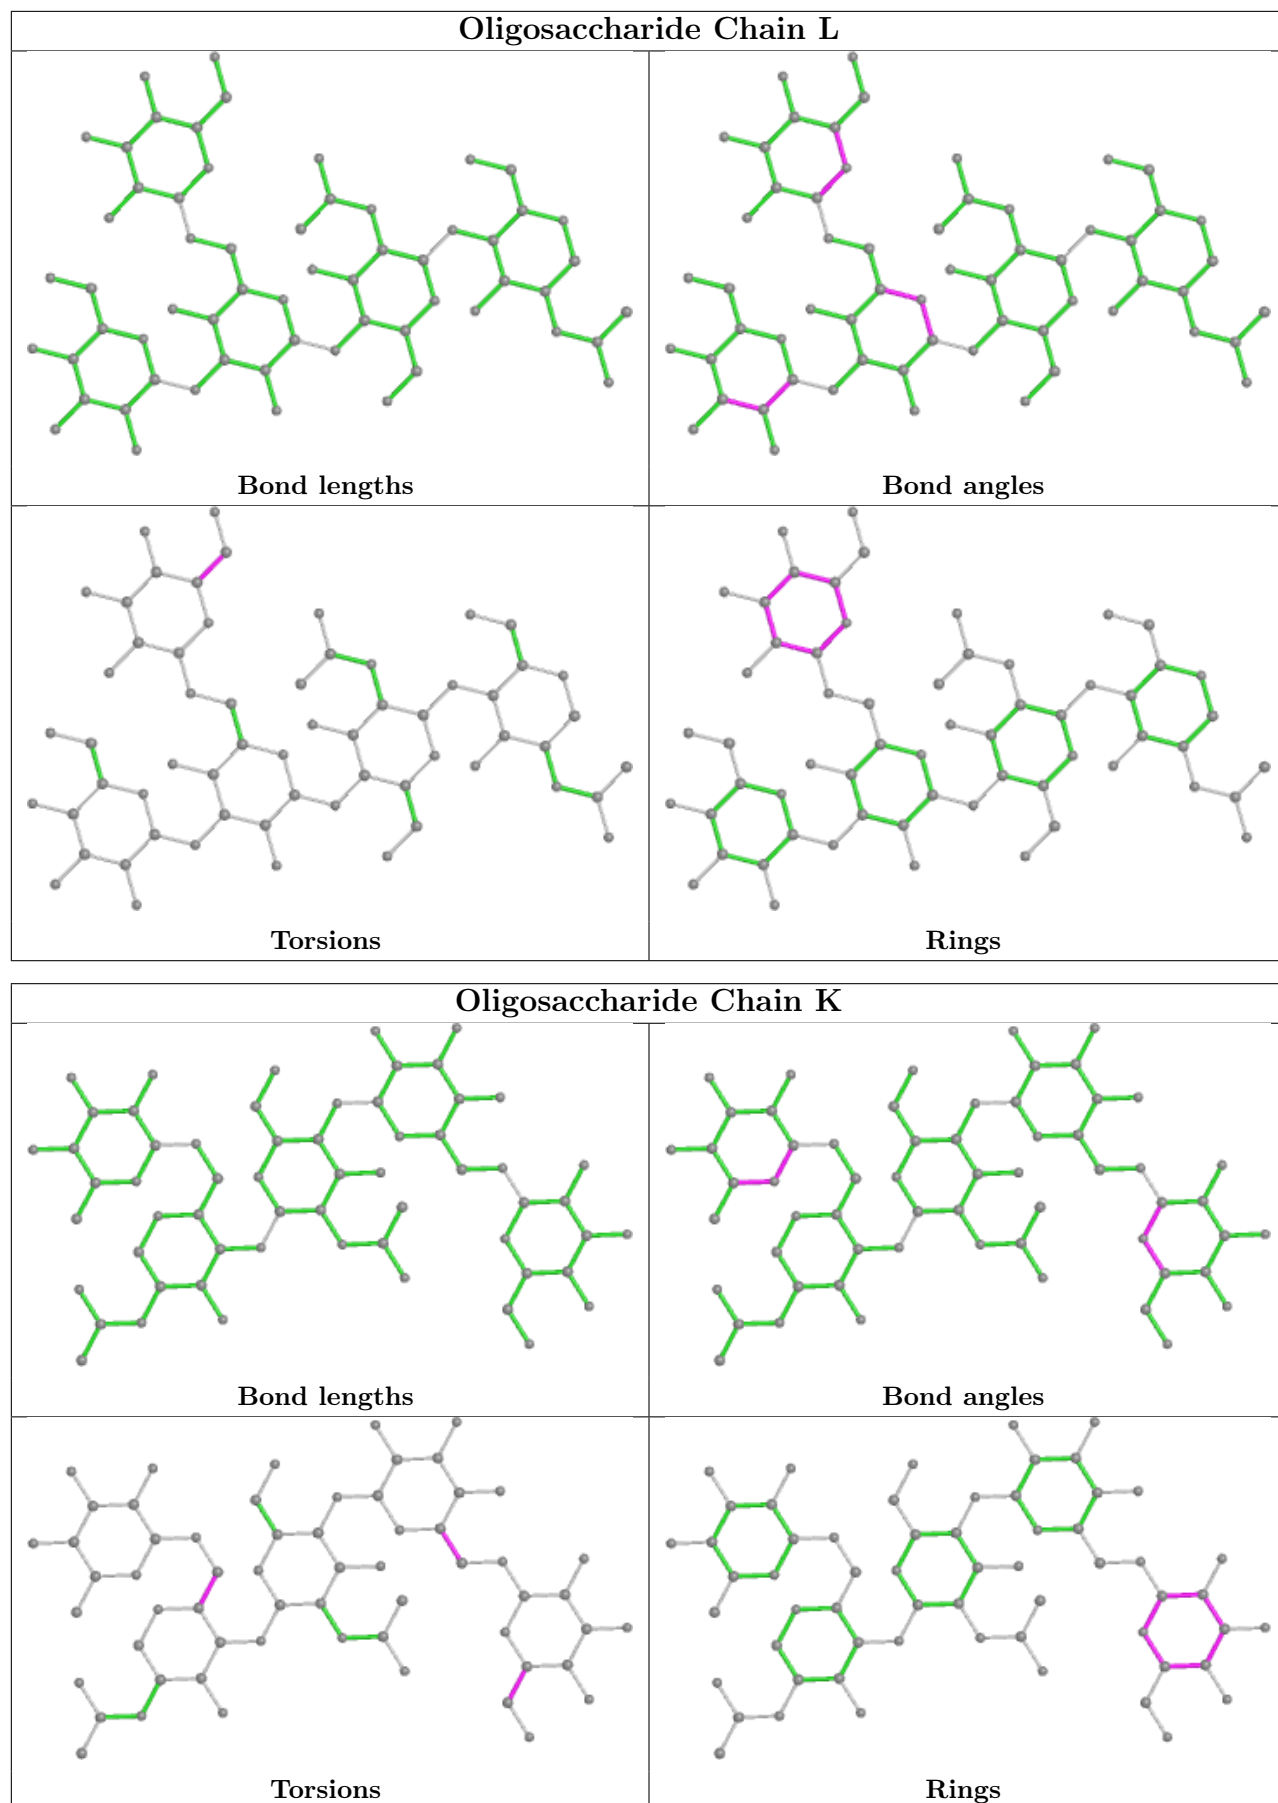 Oligosaccharide Chain L
Bond lengths
Bond angles
Torsions
Rings
Oligosaccharide Chain K
Bond lengths
Bond angles
Torsions
Rings